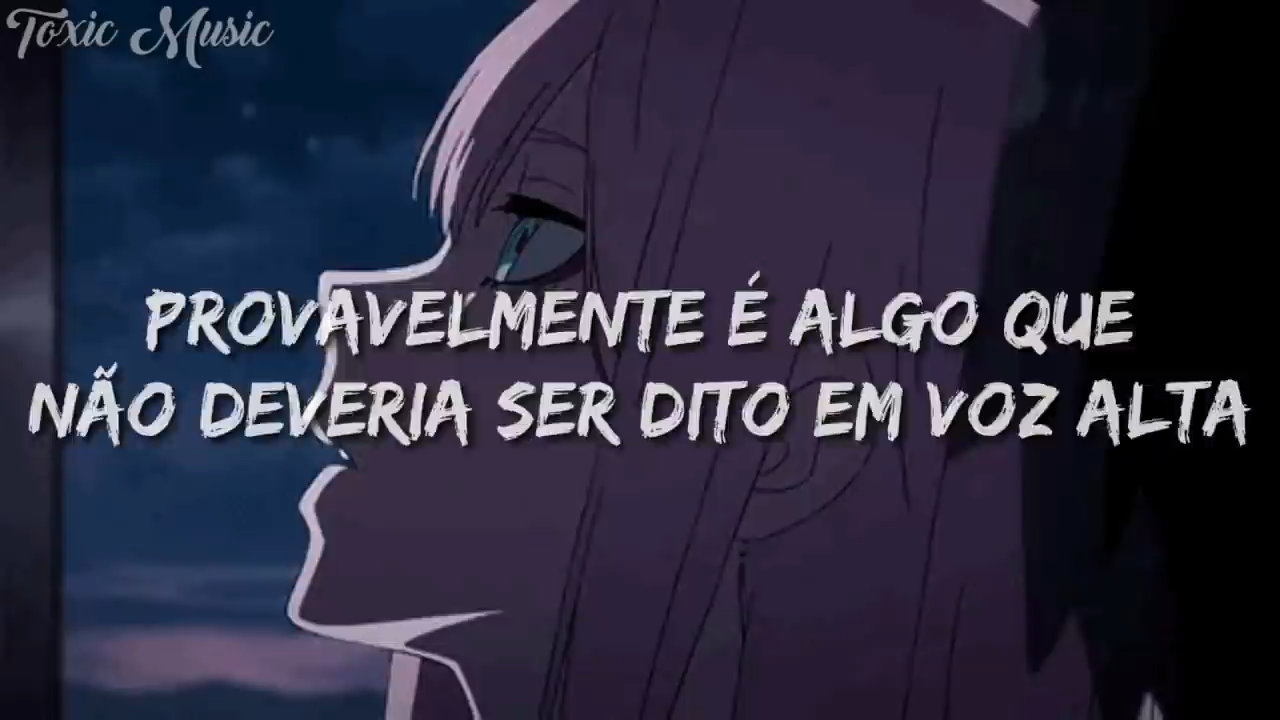 Toxic Music
PROVAVELMENTE É ALGO QUE
NÃO DEVERIA SER DITO EM VOZ ALTA